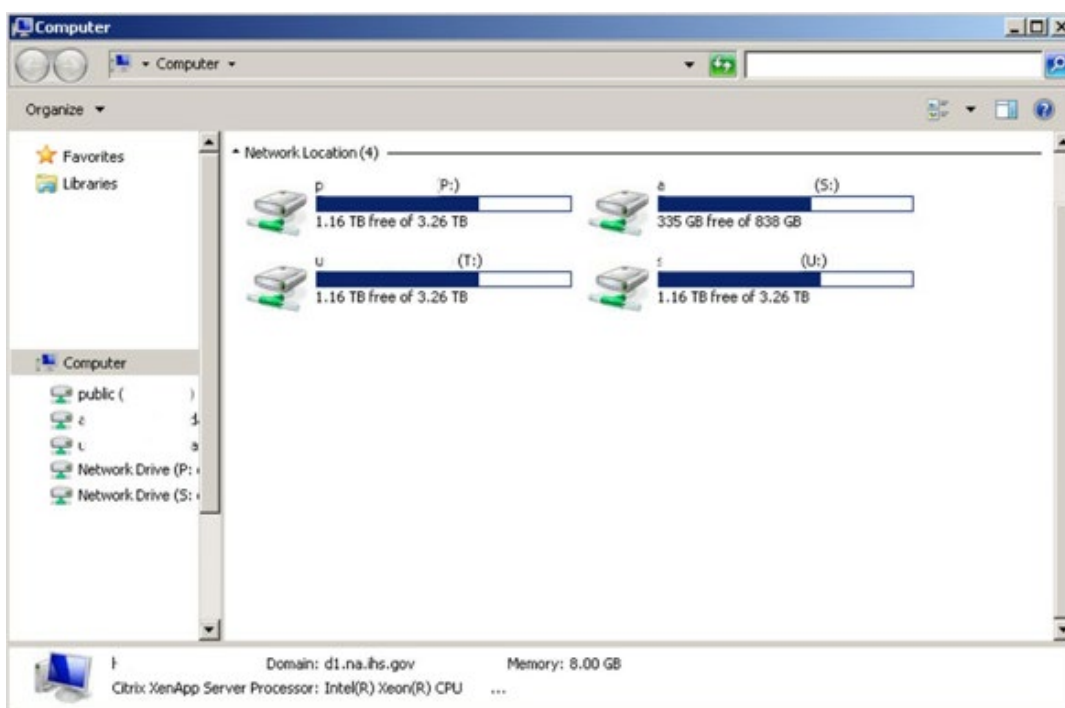 Computer
Computer
Organize
Favorites
Libraries
Computer
public ( )
Network Drive (P:
Network Drive (S:
Network Location (4)
p P:)
1.16 TB free of 3.26 TB
a (S:)
335 GB free of 838 GB
u (T:)
1.16 TB free of 3.26 TB
(U:)
1.16 TB free of 3.26 TB
Domain: d1.na.ihs.gov Memory: 8.00 GB
Citrix XenApp Server Processor: Intel(R) Xeon(R) CPU ...